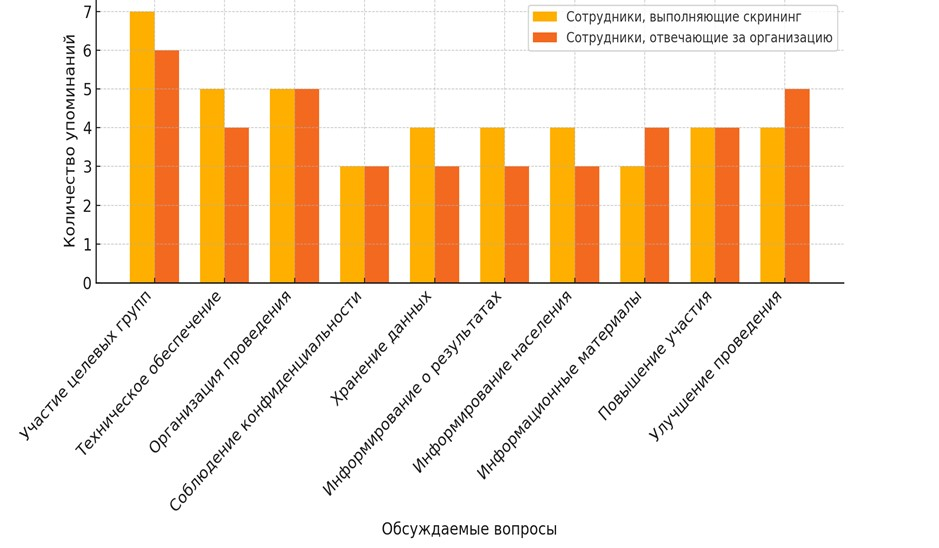 Количество упоминаний
7
6
5
4
3
2
1
0
Сотрудники, выполняющие скрининг
Сотрудники, отвечающие за организацию
Участие целевых групп
Техническое обеспечение
Организация проведения
Соблюдение конфиденциальности
Хранение данных
Информирование о результатах
Информирование населения
Информационные материалы
Повышение участия
Улучшение проведения
Обсуждаемые вопросы